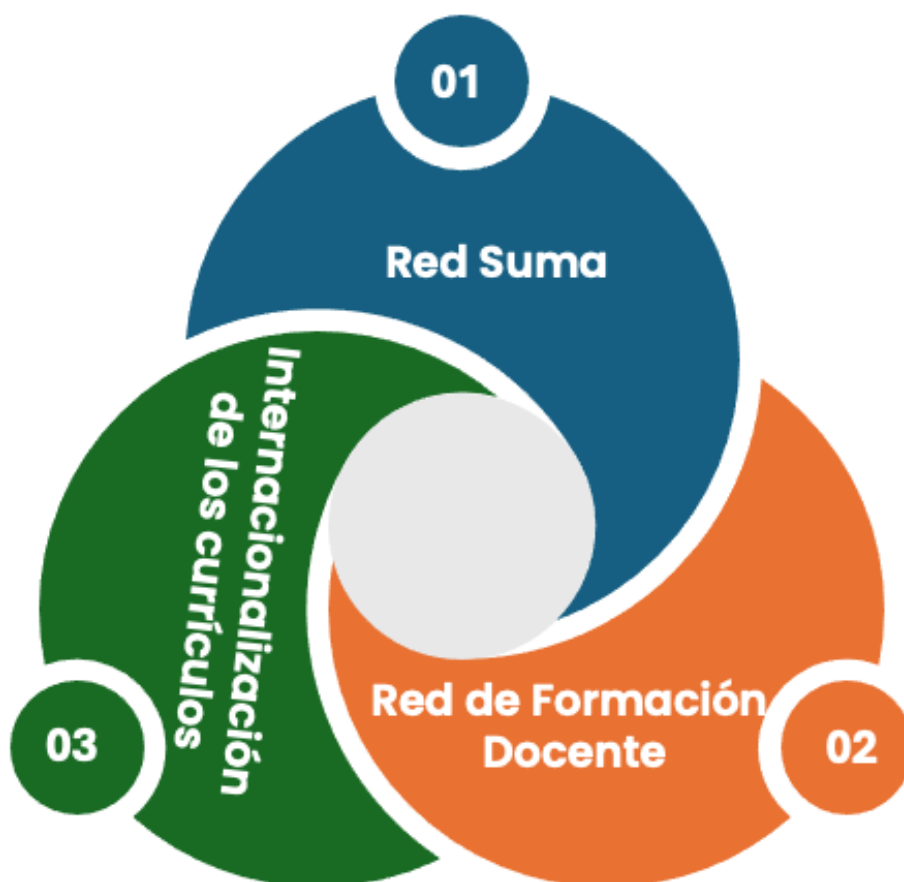 01
Red Suma
02
Red de Formación
Docente
03
Internacionalización
de los currículos